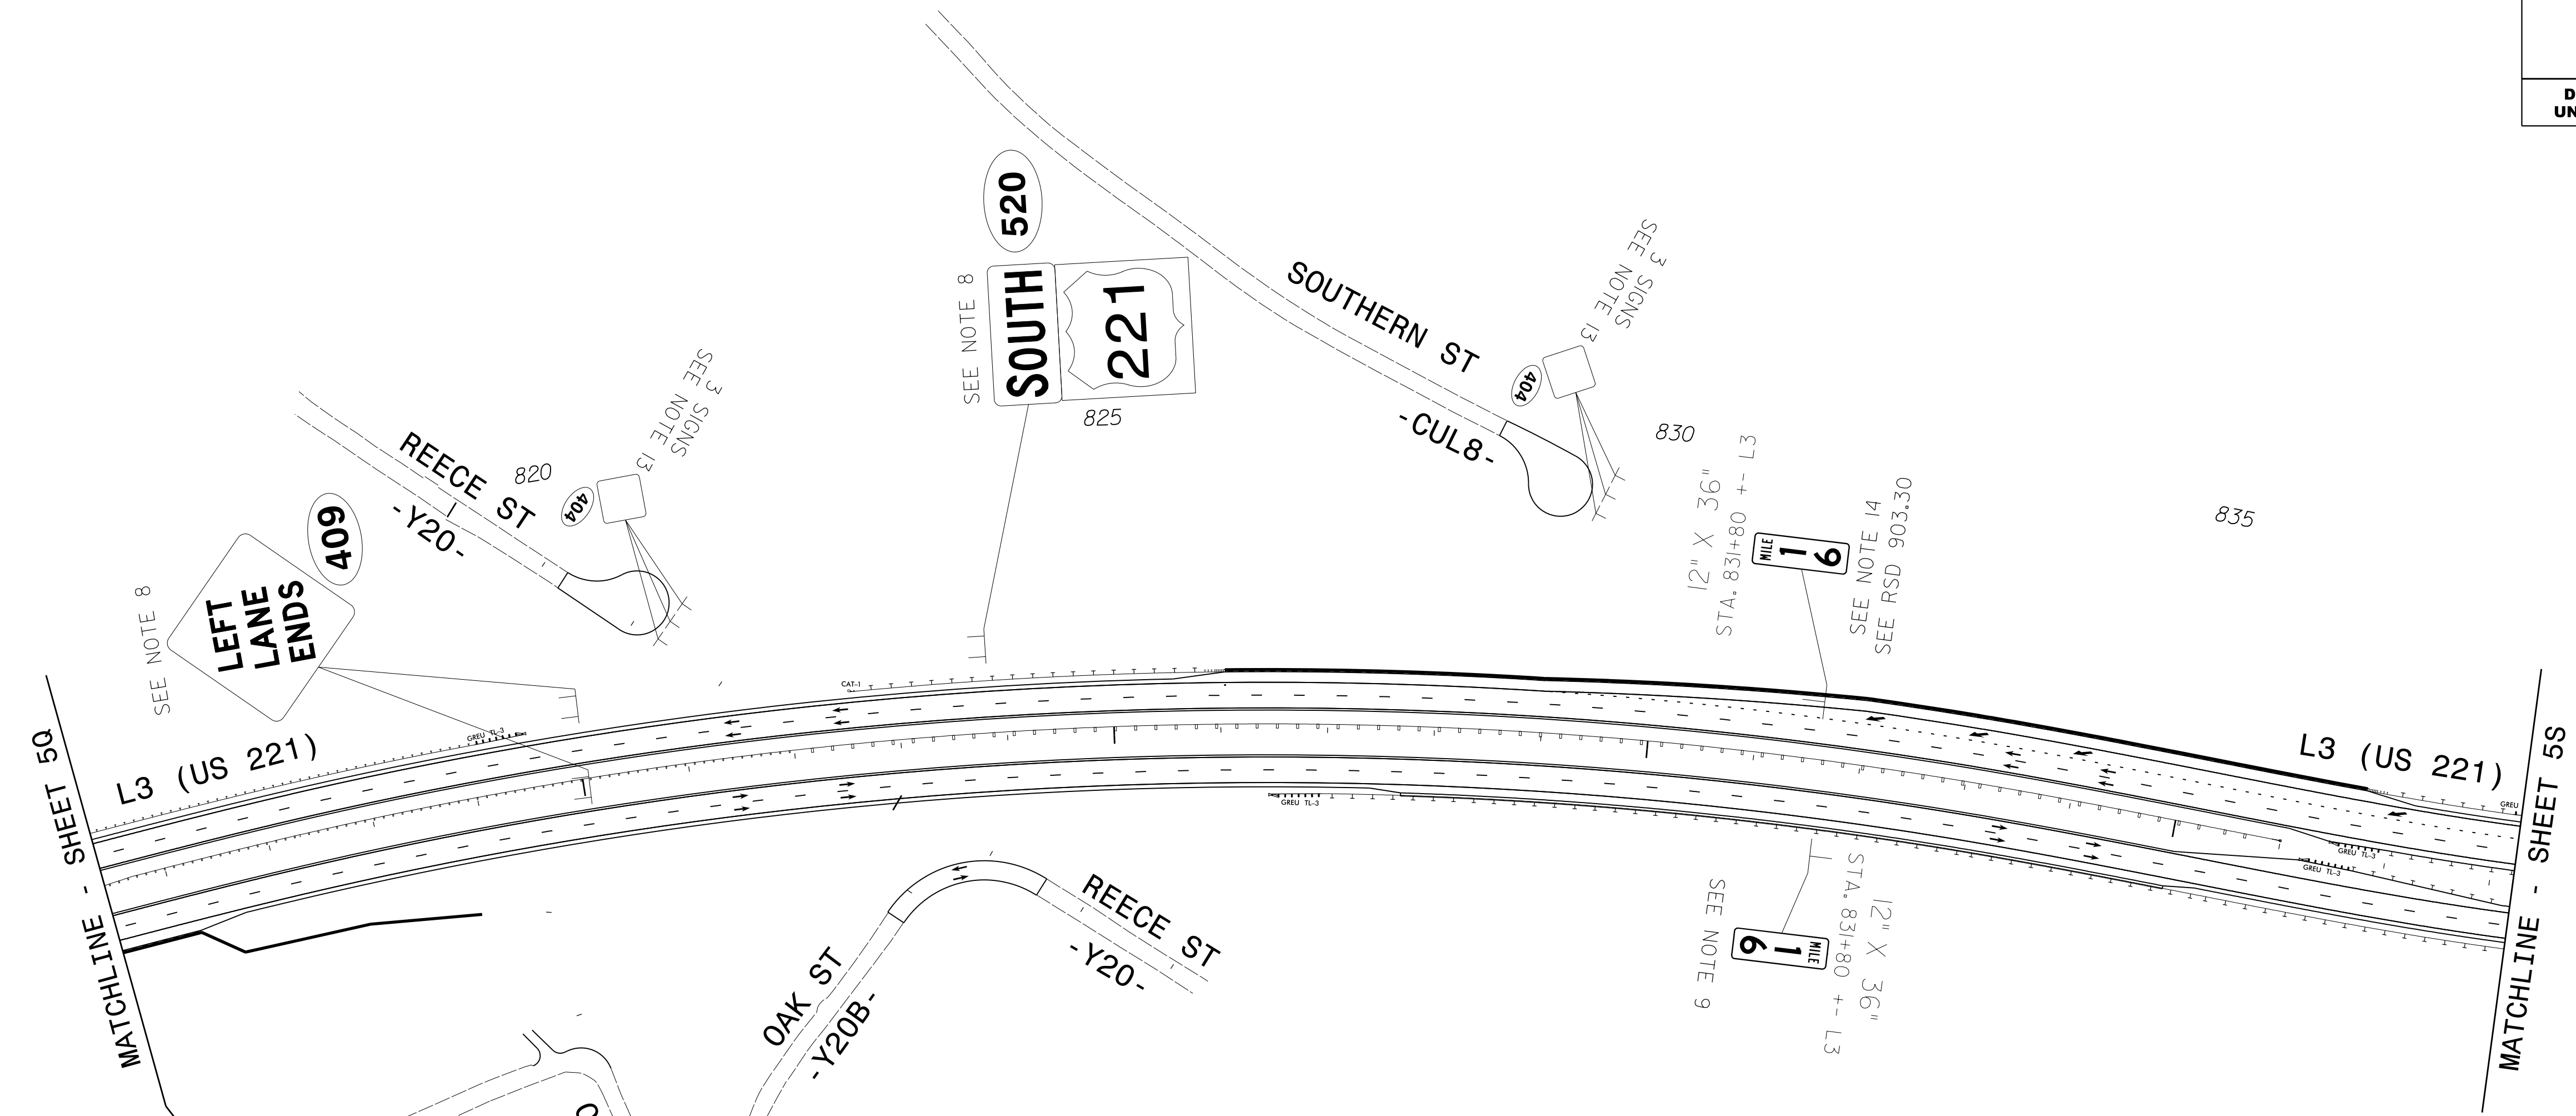 D
UN
520
SEE NOTE 8
SOUTH
221
825
SOUTHERN ST
-CUL8-
3 SIGNS
SEE NOTE 13
404
830
REECE ST
-Y20-
820
3 SIGNS
SEE NOTE 13
404
409
SEE NOTE 8
LEFT
LANE
ENDS
12" X 36"
STA. 831+80 +- L3
MILE
16
SEE NOTE 14
SEE RSD 903.30
835
MATCHLINE - SHEET 5Q
L3 (US 221)
GREU TL-3
CAT-1
GREU TL-3
L3 (US 221)
GREU
GREU TL-3
GREU TL-3
MATCHLINE - SHEET 5S
OAK ST
-Y20B-
REECE ST
-Y20-
SEE NOTE 9
MILE
16
STA. 831+80 +- L3
12" X 36"